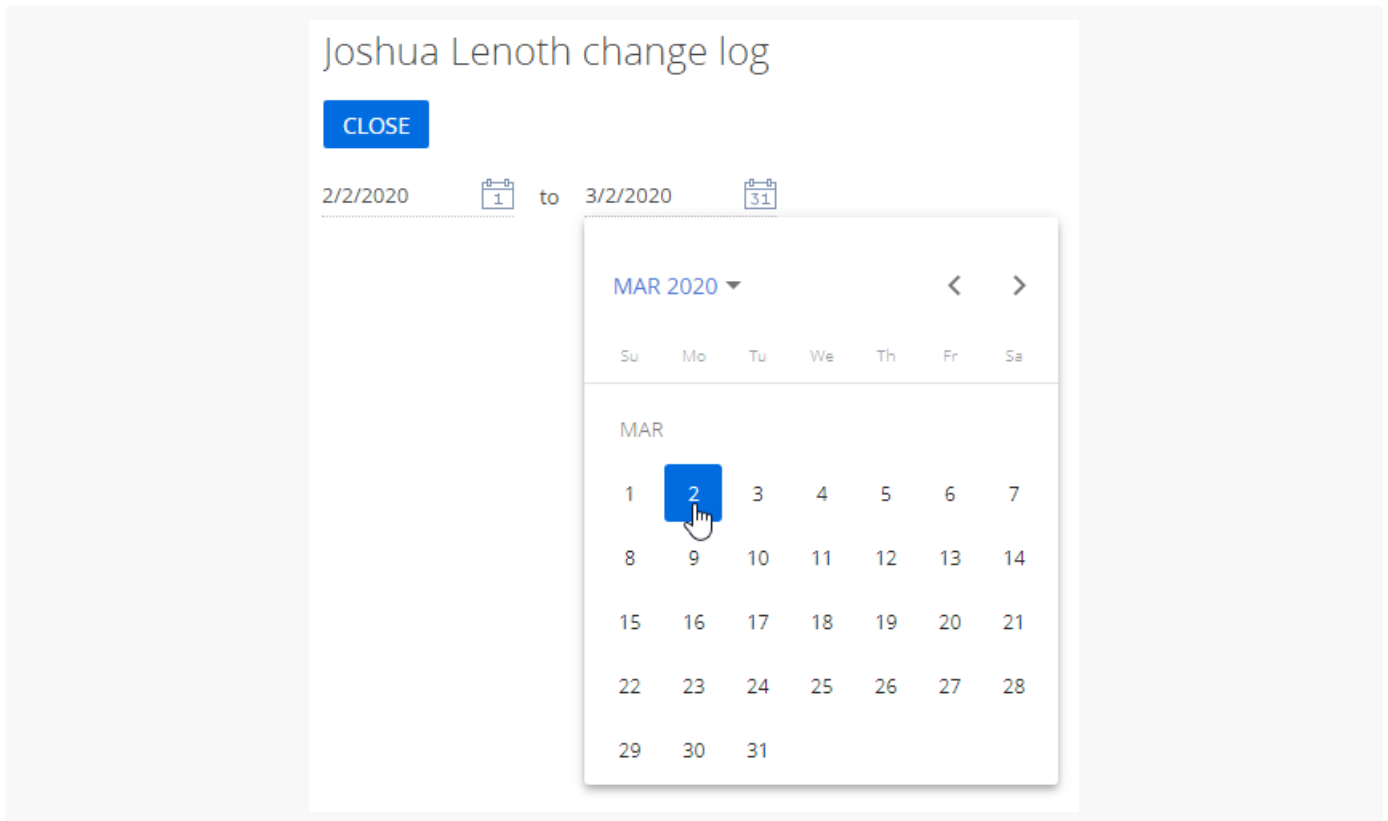 Joshua Lenoth change log
CLOSE
2/2/2020 1 to 3/2/2020 31
MAR 2020
Su Mo Tu We Th Fr Sa
MAR
1 2 3 4 5 6 7
8 9 10 11 12 13 14
15 16 17 18 19 20 21
22 23 24 25 26 27 28
29 30 31